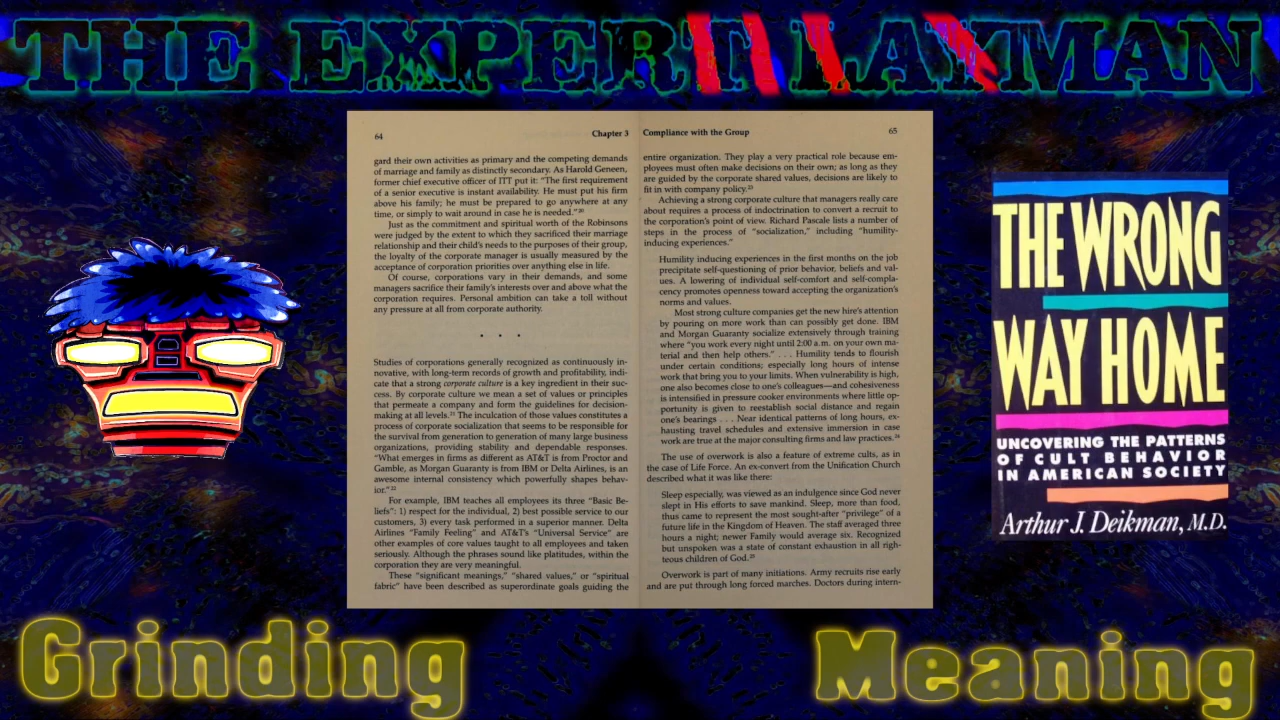 THE EXPERT LAYMAN
64 Chapter 3
gard their own activities as primary and the competing demands
of marriage and family as distinctly secondary. As Harold Geneen,
former chief executive officer of ITT put it: "The first requirement
of a senior executive is instant availability. He must put his firm
above his family; he must be prepared to go anywhere at any
time, or simply to wait around in case he is needed."20
Just as the commitment and spiritual worth of the Robinsons
were judged by the extent to which they sacrificed their marriage
relationship and their child's needs to the purposes of their group,
the loyalty of the corporate manager is usually measured by the
acceptance of corporation priorities over anything else in life.
Of course, corporations vary in their demands, and some
managers sacrifice their family's interests over and above what the
corporation requires. Personal ambition can take a toll without
any pressure at all from corporate authority.
• • •
Studies of corporations generally recognized as continuously in-
novative, with long-term records of growth and profitability, indi-
cate that a strong corporate culture is a key ingredient in their suc-
cess. By corporate culture we mean a set of values or principles
that permeate a company and form the guidelines for decision-
making at all levels.21 The inculcation of those values constitutes a
process of corporate socialization that seems to be responsible for
the survival from generation to generation of many large business
organizations, providing stability and dependable responses.
"What emerges in firms as different as AT&T is from Proctor and
Gamble, as Morgan Guaranty is from IBM or Delta Airlines, is an
awesome internal consistency which powerfully shapes behav-
ior."22
For example, IBM teaches all employees its three "Basic Be-
liefs": 1) respect for the individual, 2) best possible service to our
customers, 3) every task performed in a superior manner. Delta
Airlines "Family Feeling" and AT&T's "Universal Service" are
other examples of core values taught to all employees and taken
seriously. Although the phrases sound like platitudes, within the
corporation they are very meaningful.
These "significant meanings," "shared values," or "spiritual
fabric" have been described as superordinate goals guiding the
Compliance with the Group 65
entire organization. They play a very practical role because em-
ployees must often make decisions on their own; as long as they
are guided by the corporate shared values, decisions are likely to
fit in with company policy.23
Achieving a strong corporate culture that managers really care
about requires a process of indoctrination to convert a recruit to
the corporation's point of view. Richard Pascale lists a number of
steps in the process of "socialization," including "humility-
inducing experiences."
Humility inducing experiences in the first months on the job
precipitate self-questioning of prior behavior, beliefs and val-
ues. A lowering of individual self-comfort and self-compla-
cency promotes openness toward accepting the organization's
norms and values.
Most strong culture companies get the new hire's attention
by pouring on more work than can possibly get done. IBM
and Morgan Guaranty socialize extensively through training
where "you work every night until 2:00 a.m. on your own ma-
terial and then help others." . . . Humility tends to flourish
under certain conditions; especially long hours of intense
work that bring you to your limits. When vulnerability is high,
one also becomes close to one's colleagues—and cohesiveness
is intensified in pressure cooker environments where little op-
portunity is given to reestablish social distance and regain
one's bearings . . . Near identical patterns of long hours, ex-
hausting travel schedules and extensive immersion in case
work are true at the major consulting firms and law practices.24
The use of overwork is also a feature of extreme cults, as in
the case of Life Force. An ex-convert from the Unification Church
described what it was like there:
Sleep especially, was viewed as an indulgence since God never
slept in His efforts to save mankind. Sleep, more than food,
thus came to represent the most sought-after "privilege" of a
future life in the Kingdom of Heaven. The staff averaged three
hours a night; newer Family would average six. Recognized
but unspoken was a state of constant exhaustion in all righ-
teous children of God.25
Overwork is part of many initiations. Army recruits rise early
and are put through long forced marches. Doctors during intern-
THE WRONG
WAY HOME
UNCOVERING THE PATTERNS
OF CULT BEHAVIOR
IN AMERICAN SOCIETY
Arthur J. Deikman, M.D.
Grinding Meaning